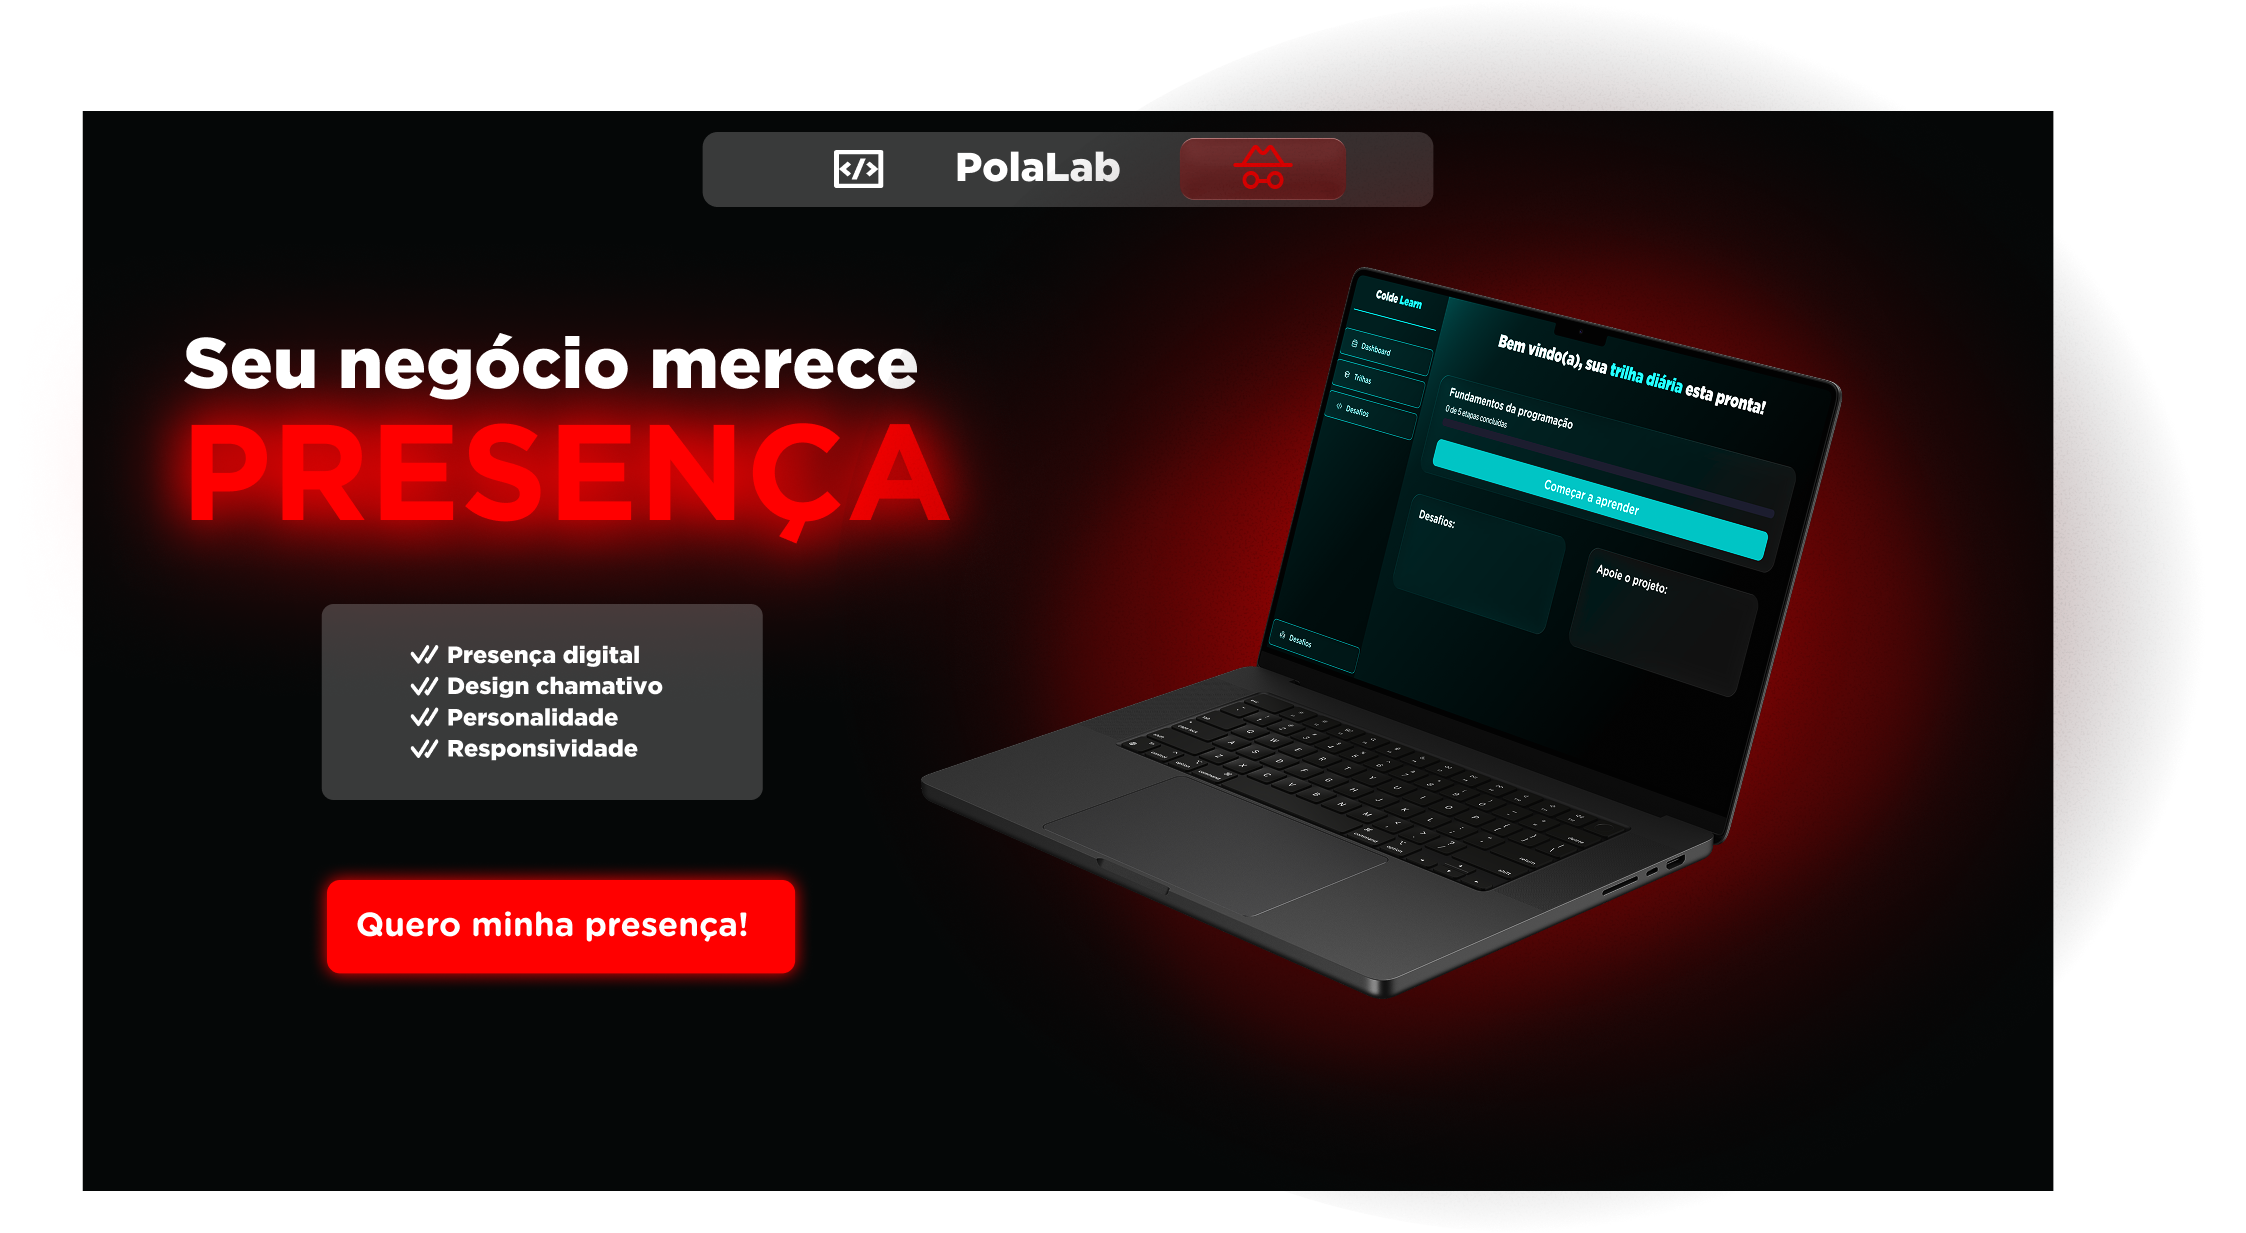 PolaLab
Seu negócio merece
PRESENÇA
Presença digital
Design chamativo
Personalidade
Responsividade
Quero minha presença!
Colde Learn
Dashboard
Trilhas
Desafios
Desafios
Bem vindo(a), sua trilha diária esta pronta!
Fundamentos da programação
0 de 5 etapas concluídas
Começar a aprender
Desafios:
Apoie o projeto: